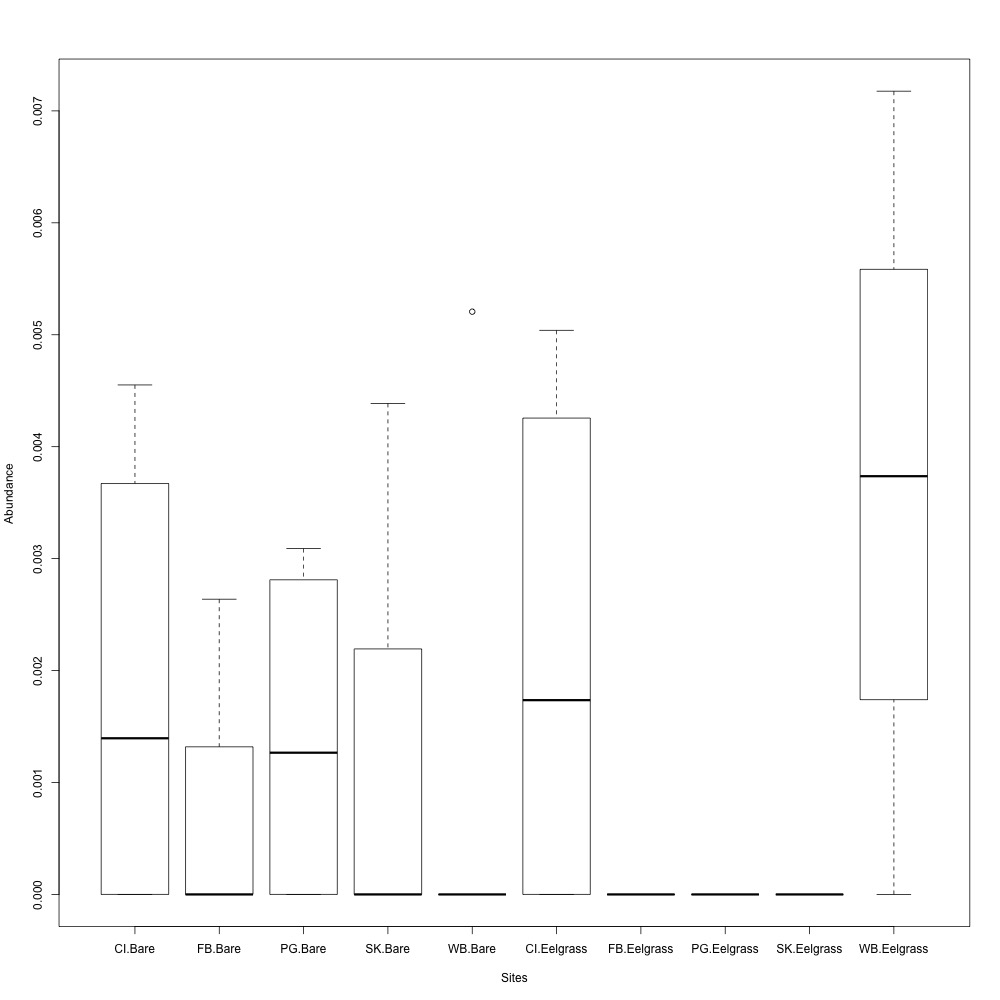 0.007
0.006
0.005
0.004
0.003
0.002
0.001
0.000
Abundance
CI.Bare FB.Bare PG.Bare SK.Bare WB.Bare CI.Eelgrass FB.Eelgrass PG.Eelgrass SK.Eelgrass WB.Eelgrass
Sites